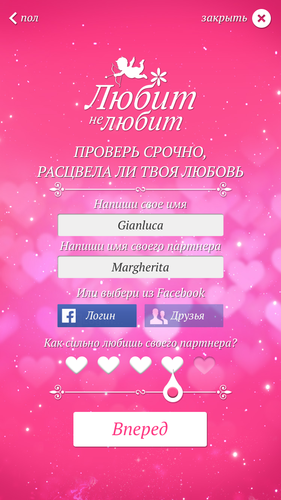 пол закрыть
Любит
не любит
ПРОВЕРЬ СРОЧНО,
РАСЦВЕЛА ЛИ ТВОЯ ЛЮБОВЬ
Напиши свое имя
Gianluca
Напиши имя своего партнера
Margherita
Или выбери из Facebook
Логин Друзья
Как сильно любишь своего партнера?
Вперед